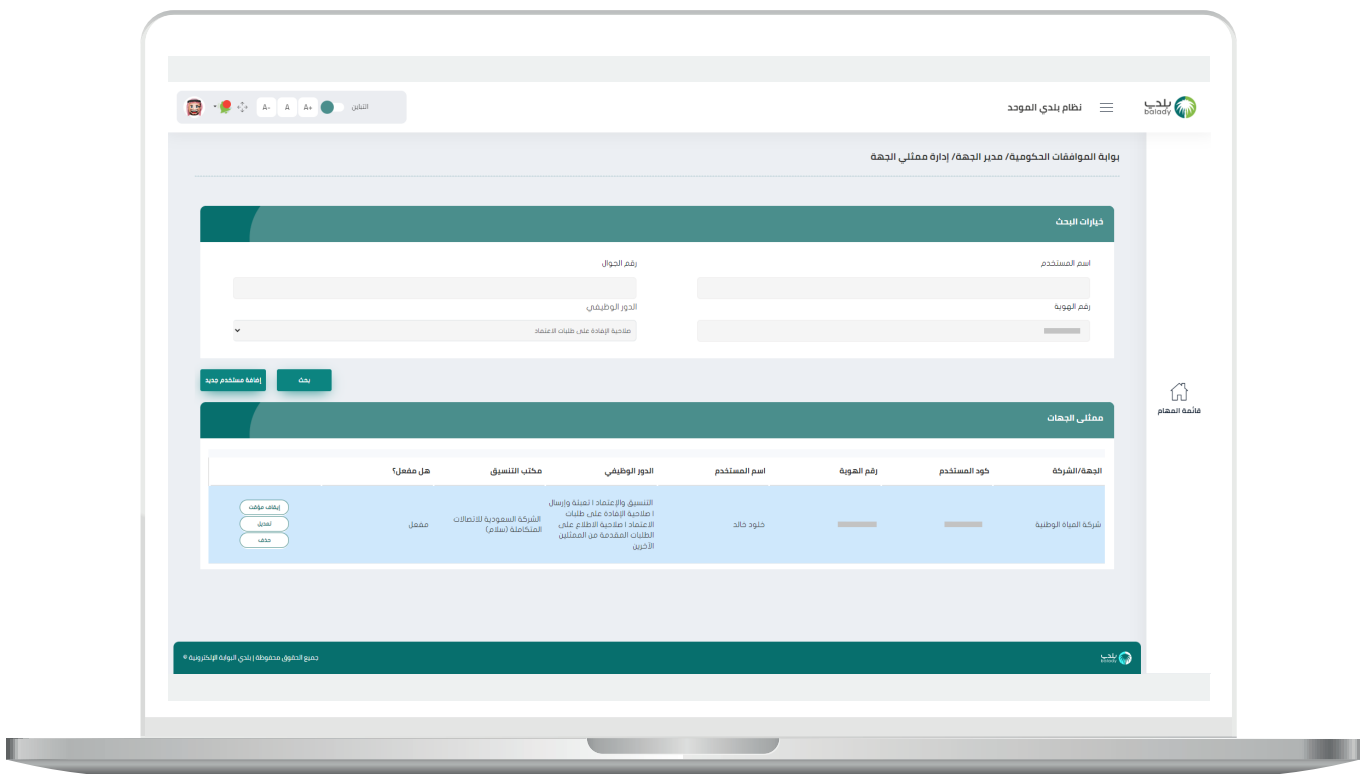 بلدي
balady
نظام بلدي الموحد
التباين
A+
A
A-
بوابة الموافقات الحكومية/ مدير الجهة/ إدارة ممثلي الجهة
خيارات البحث
اسم المستخدم
رقم الجوال
رقم الهوية
الدور الوظيفي
صلاحية الإفادة على طلبات الاعتماد
بحث
إضافة مستخدم جديد
قائمة المهام
ممثلى الجهات
الجهة/الشركة
كود المستخدم
رقم الهوية
اسم المستخدم
الدور الوظيفي
مكتب التنسيق
هل مفعل؟
شركة المياة الوطنية
خلود خالد
التنسيق والإعتماد | تعبئة وإرسال
| صلاحية الإفادة على طلبات
الاعتماد | صلاحية الاطلاع على
الطلبات المقدمة من الممثلين
الآخرين
الشركة السعودية للاتصالات
المتكاملة (سلام)
مفعل
إيقاف مؤقت
تعديل
حذف
بلدي
balady
جميع الحقوق محفوظة | بلدي البوابة الإلكترونية ©